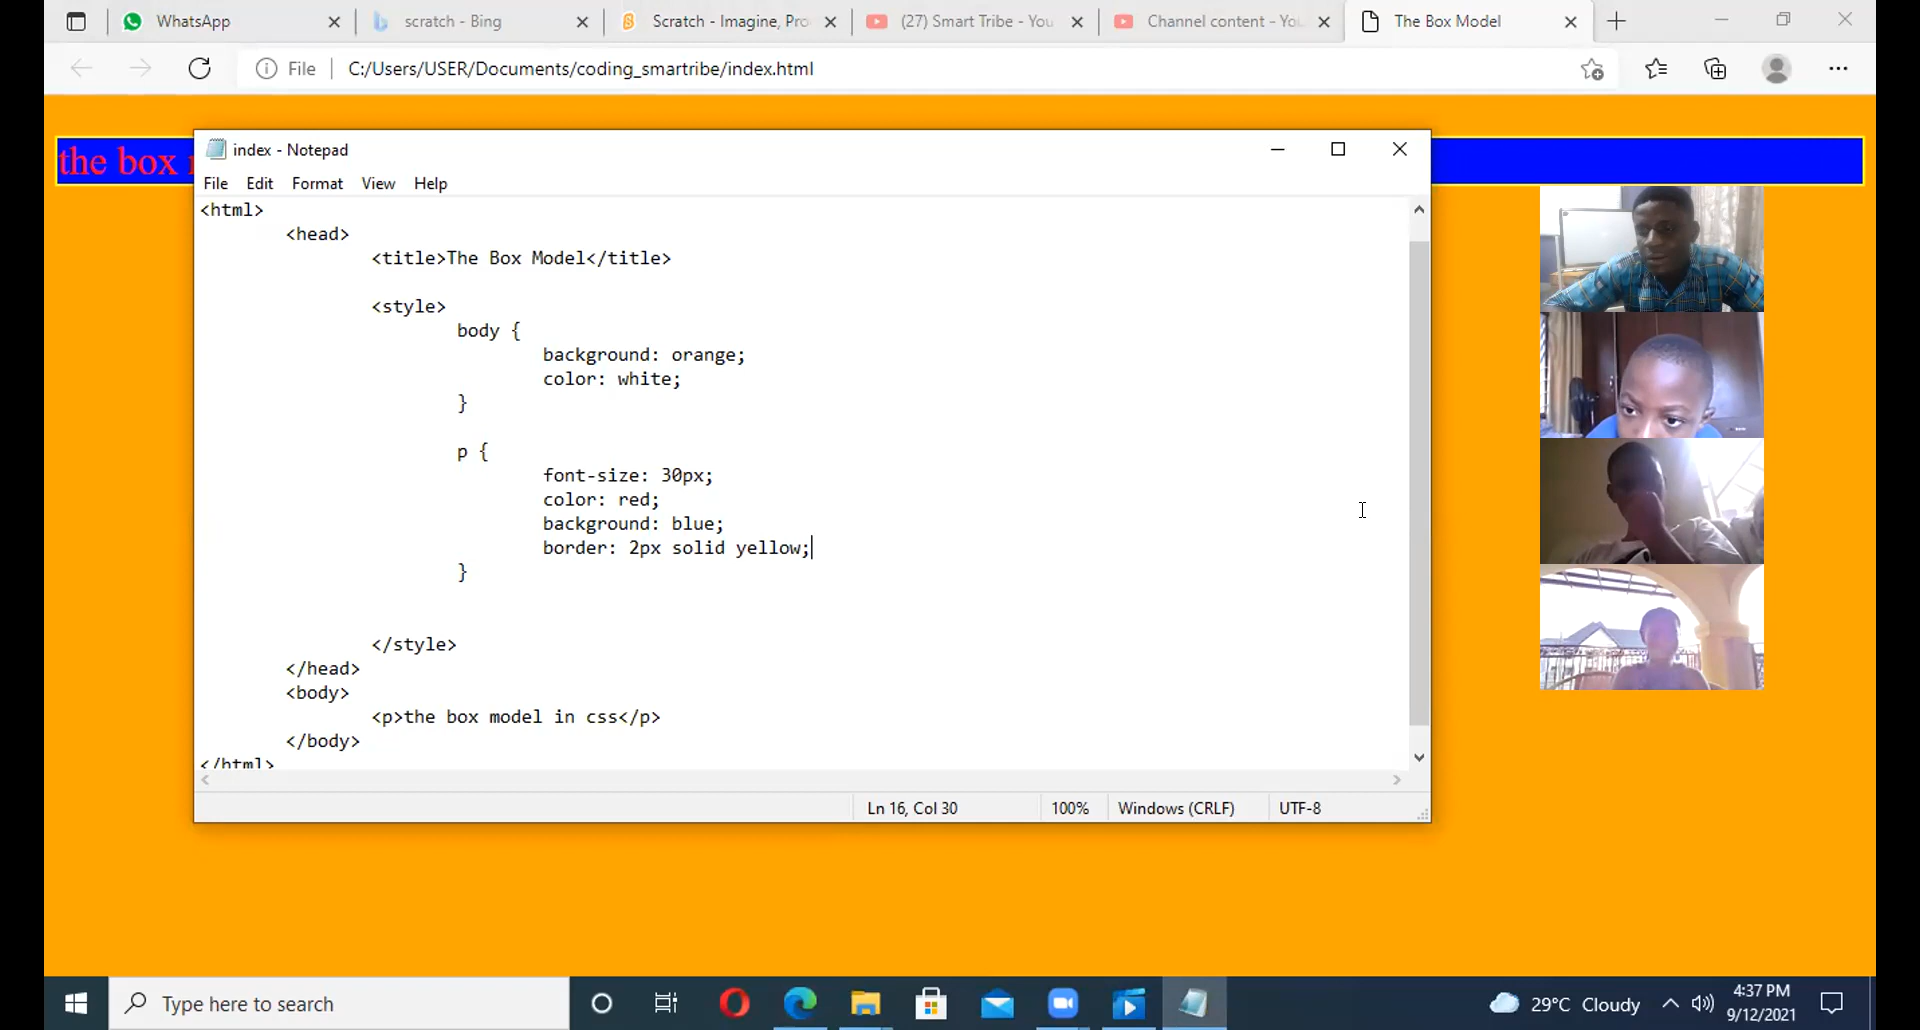 WhatsApp
scratch - Bing
Scratch - Imagine, Pro
(27) Smart Tribe - You
Channel content - You
The Box Model
File
C:/Users/USER/Documents/coding_smartribe/index.html
the box
index - Notepad
File Edit Format View Help
<html>
<head>
<title>The Box Model</title>
<style>
body {
background: orange;
color: white;
}
p {
font-size: 30px;
color: red;
background: blue;
border: 2px solid yellow;
}
</style>
</head>
<body>
<p>the box model in css</p>
</body>
</html>
Ln 16, Col 30
100%
Windows (CRLF)
UTF-8
Type here to search
29°C Cloudy
4:37 PM
9/12/2021